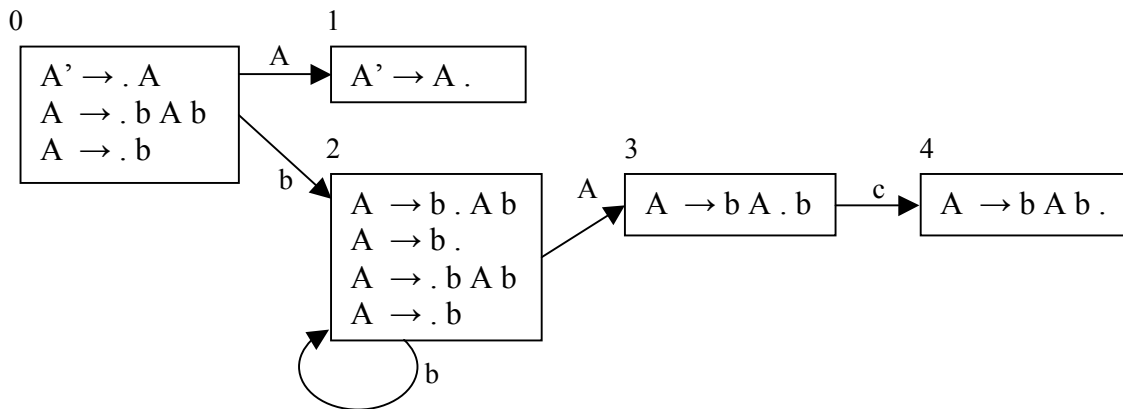 0
A’ → . A
A → . b A b
A → . b
A
1
A’ → A .
b
2
A → b . A b
A → b .
A → . b A b
A → . b
b
A
3
A → b A . b
c
4
A → b A b .